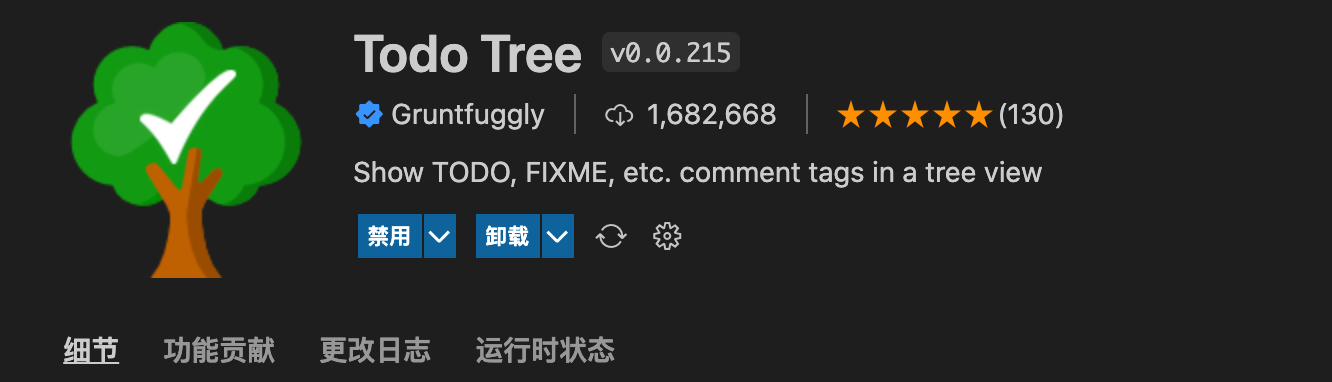 Todo Tree v0.0.215
Gruntfuggly 1,682,668 (130)
Show TODO, FIXME, etc. comment tags in a tree view
禁用 卸载
细节 功能贡献 更改日志 运行时状态